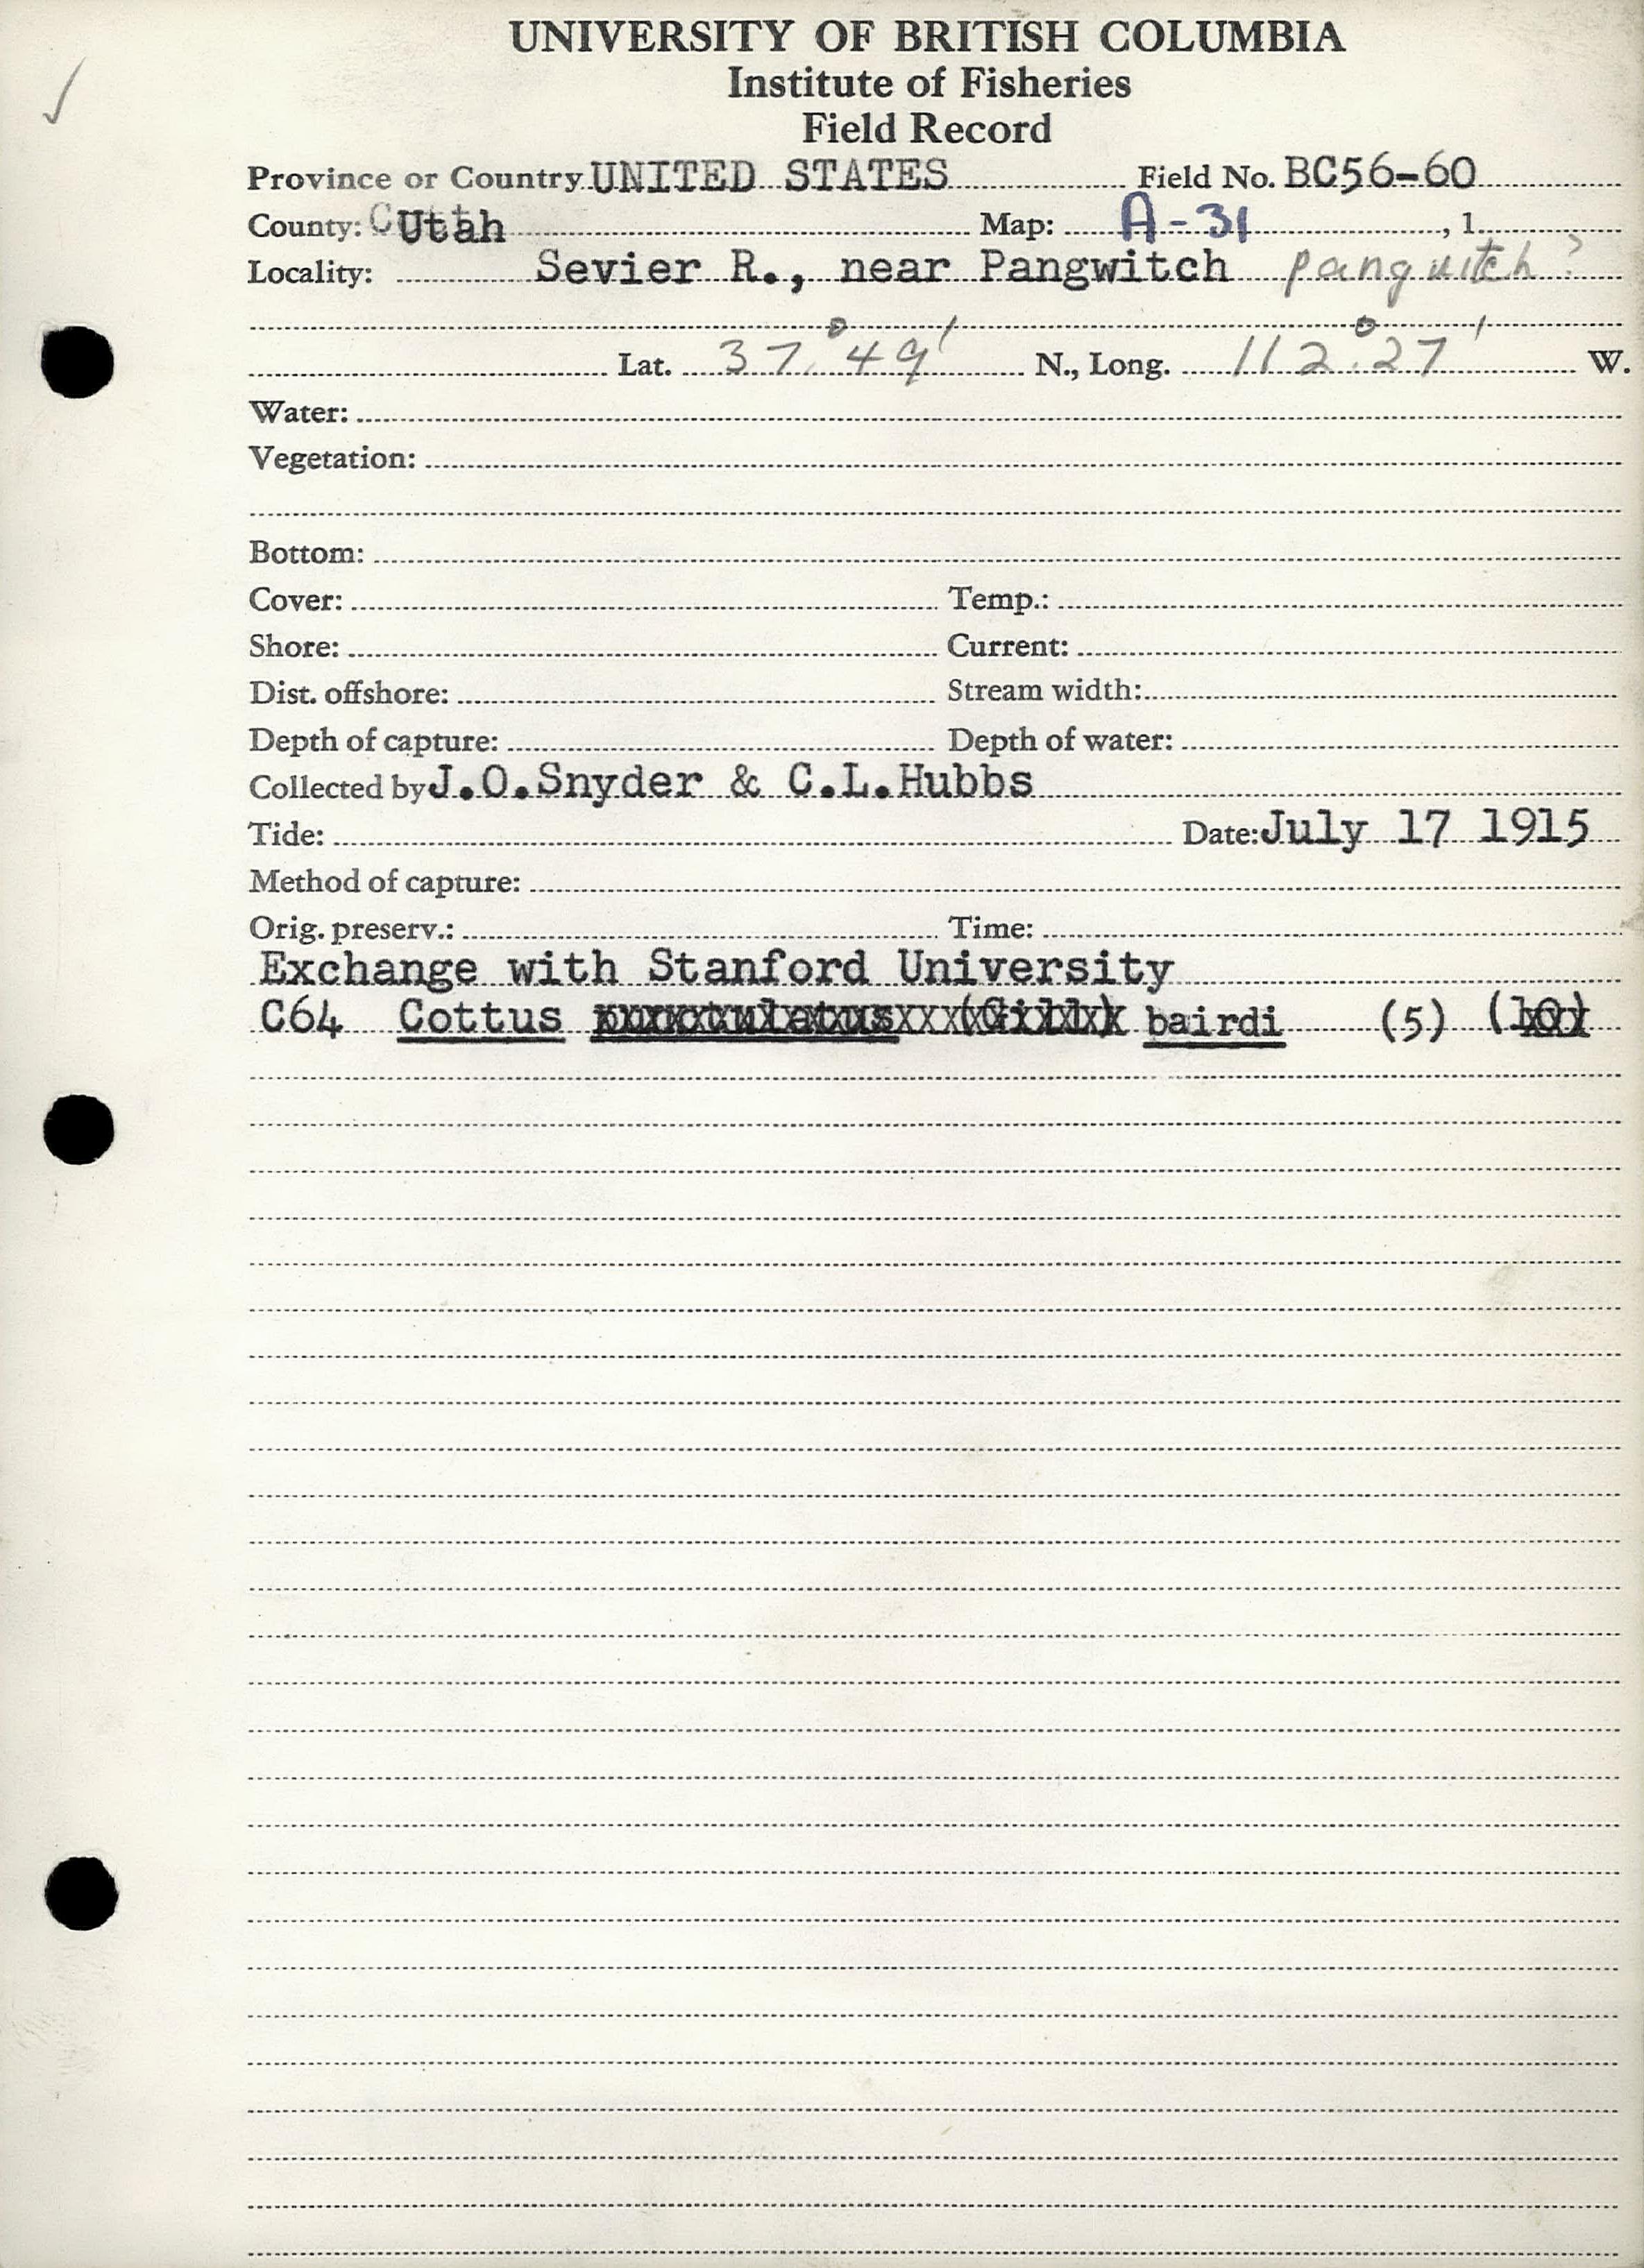 UNIVERSITY OF BRITISH COLUMBIA
Institute of Fisheries
Field Record
Province or Country UNITED STATES Field No. BC56-60
County: Utah Map: A-31 , 1
Locality: Sevier R., near Pangwitch panguitch?
Lat. 37°49' N., Long. 112°27' W.
Water:
Vegetation:
Bottom:
Cover: Temp.:
Shore: Current:
Dist. offshore: Stream width:
Depth of capture: Depth of water:
Collected by J.O.Snyder & C.L.Hubbs
Tide: Date: July 17 1915
Method of capture:
Orig. preserv.: Time:
Exchange with Stanford University
C64 Cottus punctulatus (Gill) bairdi (5) (10)